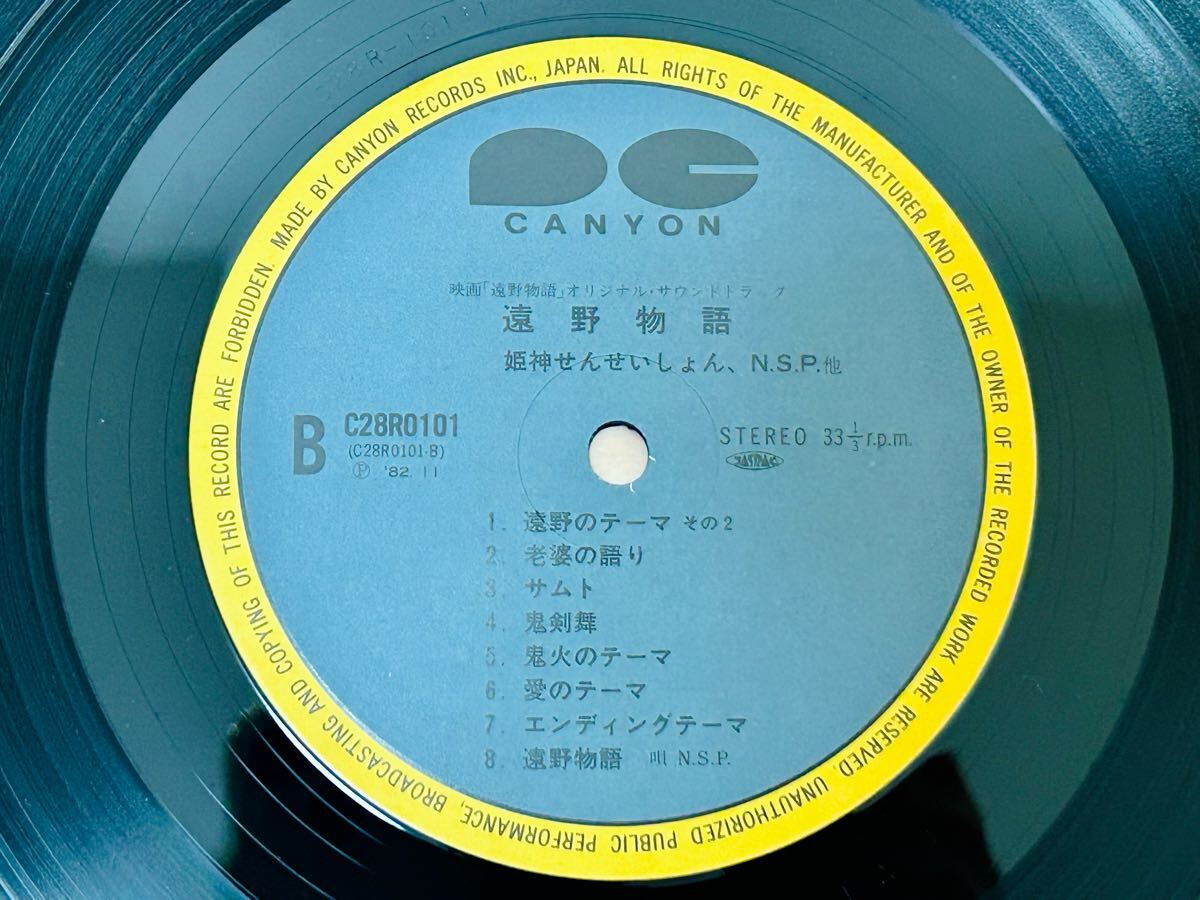 MADE BY CANYON RECORDS INC., JAPAN. ALL RIGHTS OF THE MANUFACTURER AND OF THE OWNER OF THE RECORDED WORK ARE RESERVED. UNAUTHORIZED PUBLIC PERFORMANCE, BROADCASTING AND COPYING OF THIS RECORD ARE FORBIDDEN.
CANYON
映画「遠野物語」オリジナル・サウンドトラック
遠野物語
姫神せんせいしょん、N.S.P.他
B
C28R0101
(C28R0101-B)
Ⓟ '82.11
STEREO 33 1/3 r.p.m.
JASRAC
1. 遠野のテーマ その2
2. 老婆の語り
3. サムト
4. 鬼剣舞
5. 鬼火のテーマ
6. 愛のテーマ
7. エンディングテーマ
8. 遠野物語 唄 N.S.P.